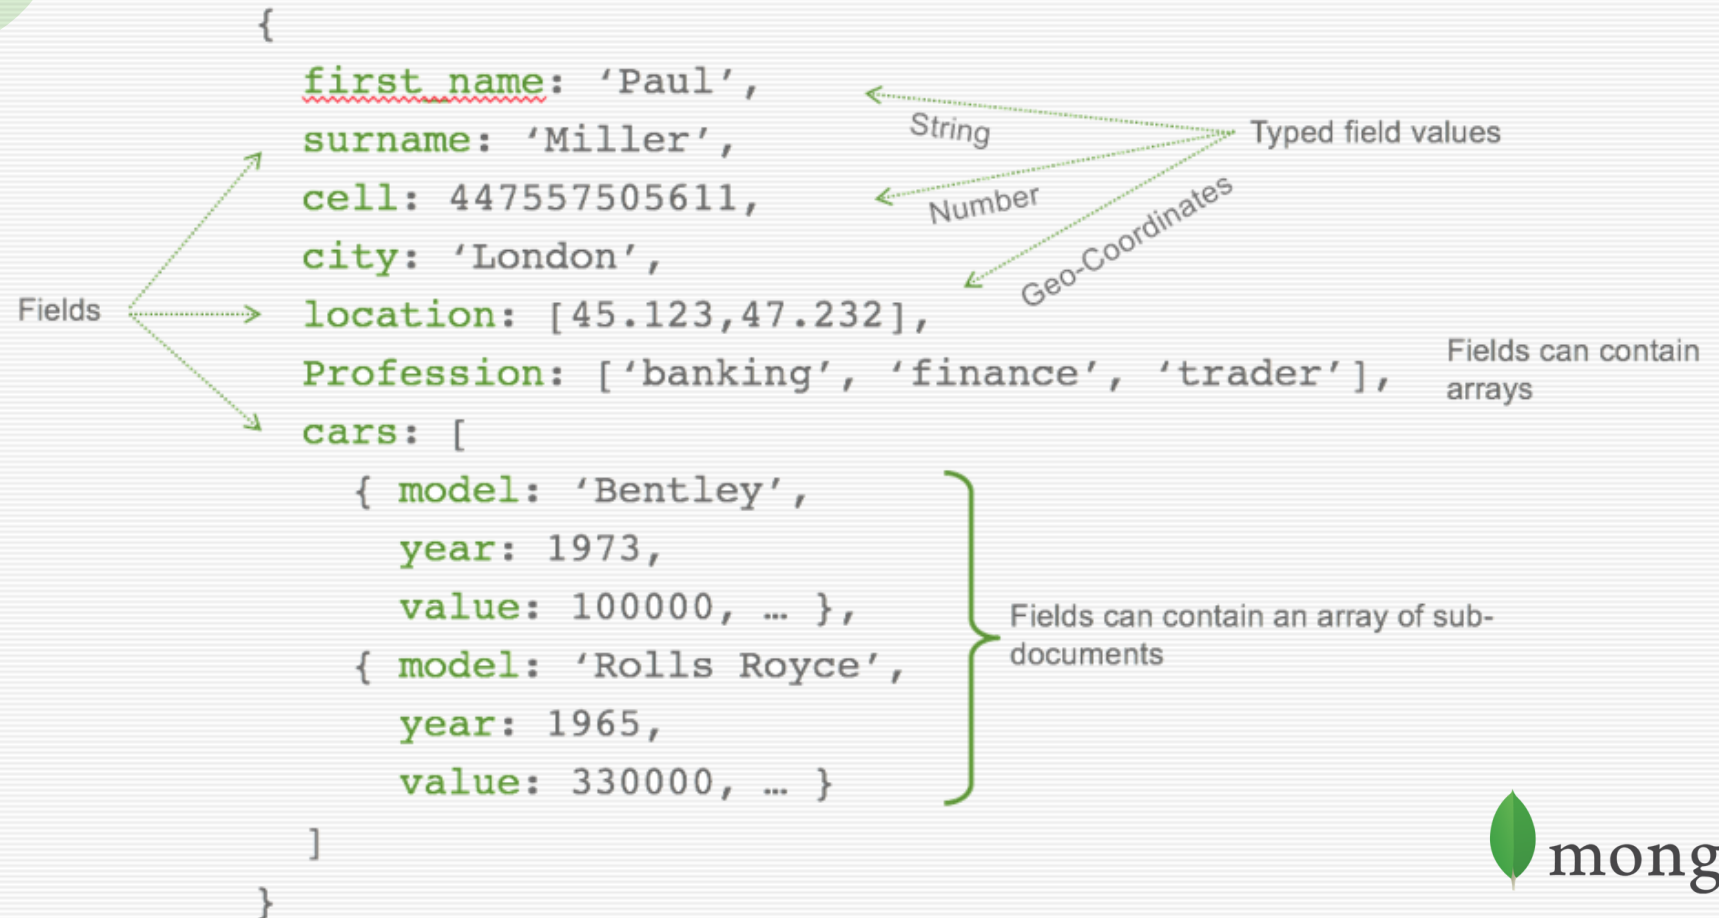 {
first_name: ‘Paul’,
surname: ‘Miller’,
cell: 447557505611,
city: ‘London’,
location: [45.123,47.232],
Profession: [‘banking’, ‘finance’, ‘trader’],
cars: [
{ model: ‘Bentley’,
year: 1973,
value: 100000, … },
{ model: ‘Rolls Royce’,
year: 1965,
value: 330000, … }
]
}
Fields
String
Number
Geo-Coordinates
Typed field values
Fields can contain
arrays
Fields can contain an array of sub-
documents
mong